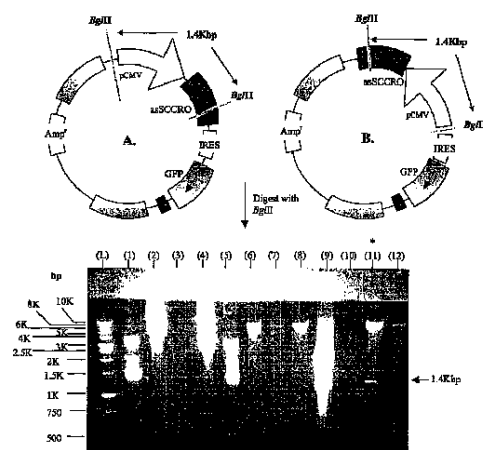 BglII
1.4Kbp
pCMV
BglII
asSCCRO
Amp^r
A.
IRES
GFP
BglII
1.4Kbp
asSCCRO
BglII
pCMV
Amp^r
B.
IRES
GFP
Digest with
BglII
*
bp
(L) (1) (2) (3) (4) (5) (6) (7) (8) (9) (10) (11) (12)
10K
8K
6K
5K
4K
3K
2.5K
2K
1.5K
1K
750
500
1.4Kbp